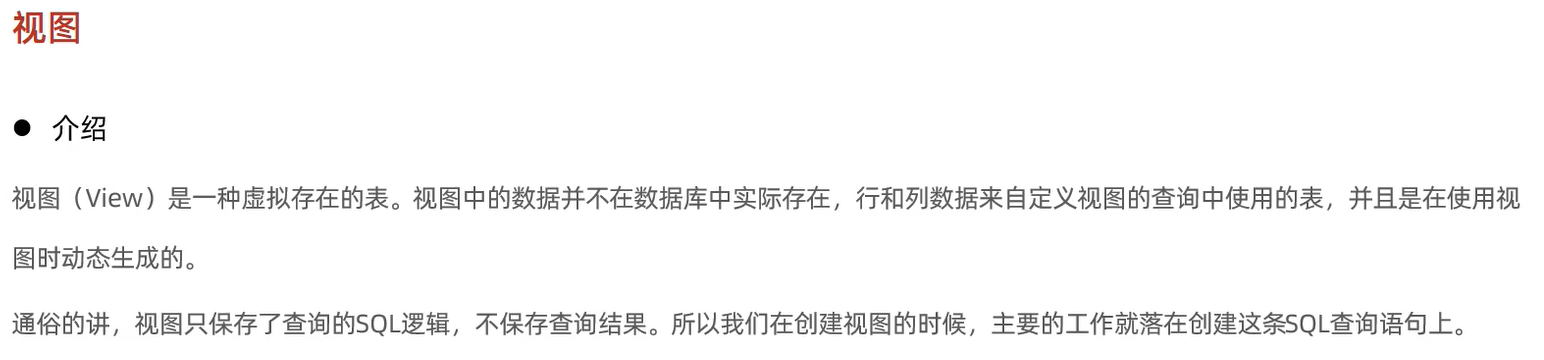 视图
● 介绍
视图（View）是一种虚拟存在的表。视图中的数据并不在数据库中实际存在，行和列数据来自定义视图的查询中使用的表，并且是在使用视
图时动态生成的。
通俗的讲，视图只保存了查询的SQL逻辑，不保存查询结果。所以我们在创建视图的时候，主要的工作就落在创建这条SQL查询语句上。